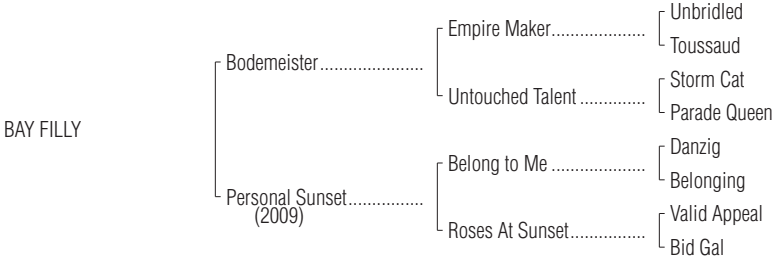 Unbridled
Empire Maker....................
Toussaud
Bodemeister......................
Storm Cat
Untouched Talent ..............
Parade Queen
BAY FILLY
Danzig
Belong to Me ....................
Belonging
Personal Sunset................
(2009)
Valid Appeal
Roses At Sunset................
Bid Gal